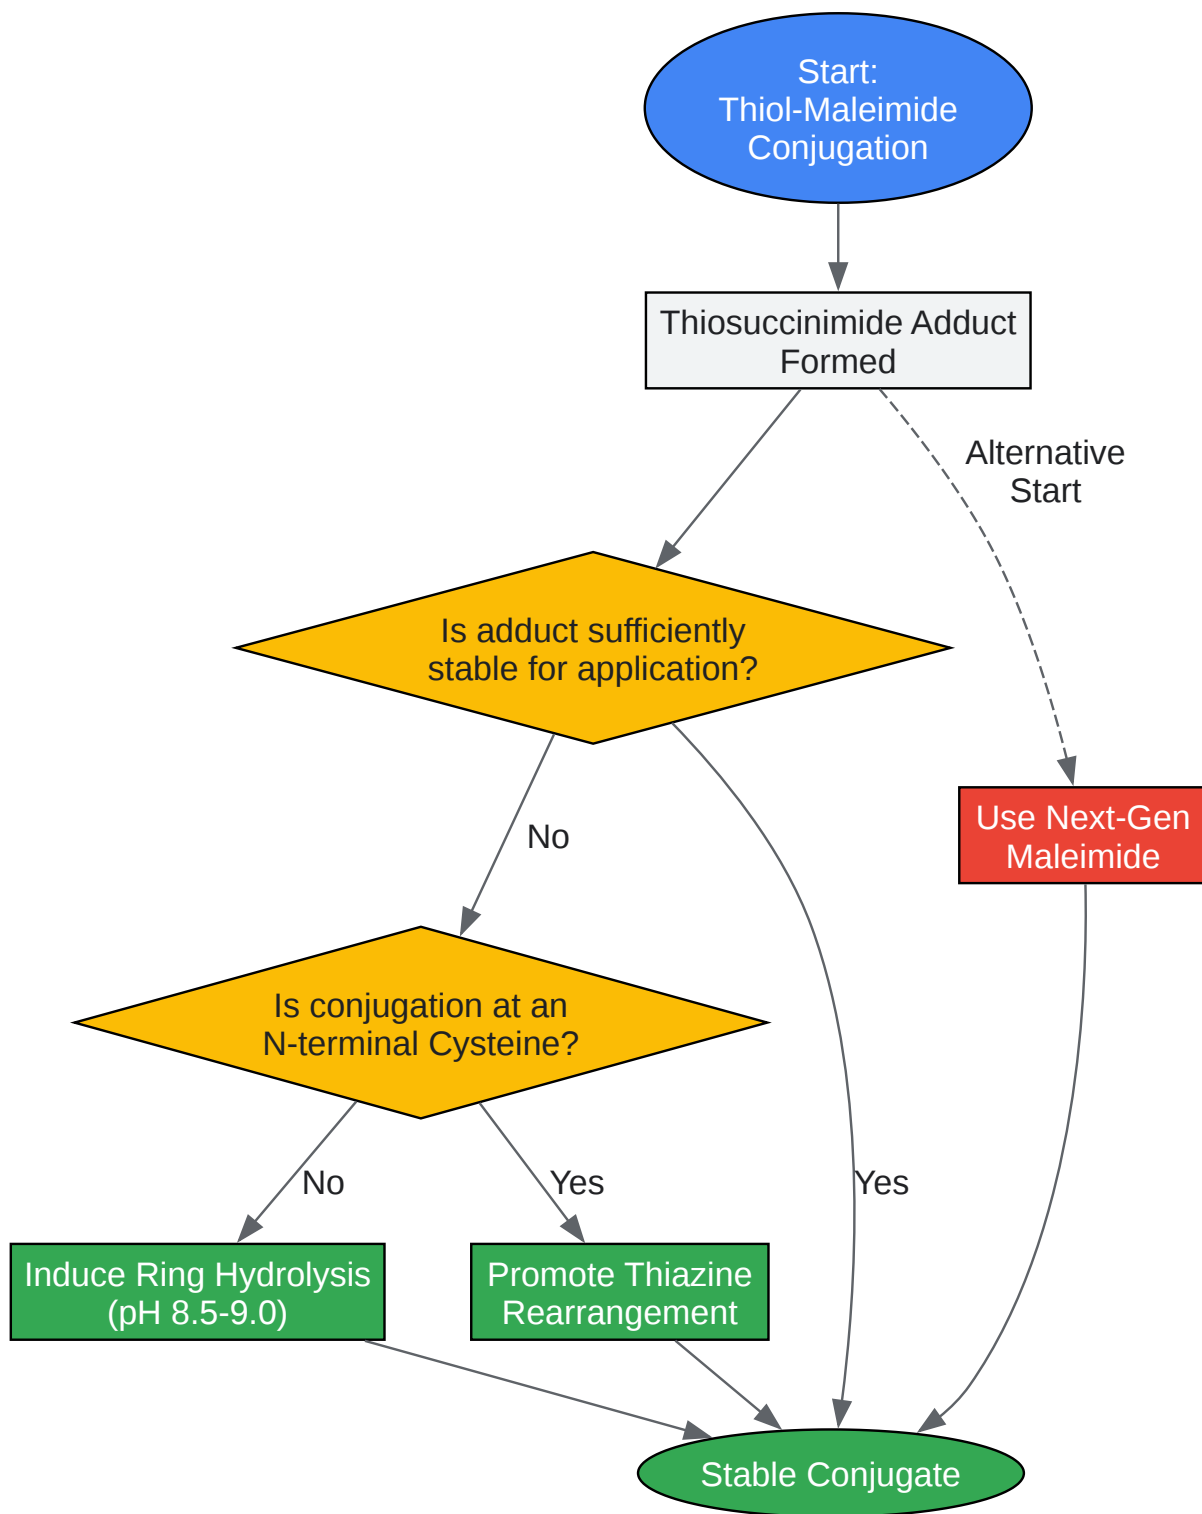 Start:
Thiol-Maleimide
Conjugation
Thiosuccinimide Adduct
Formed
Alternative
Start
Is adduct sufficiently
stable for application?
Use Next-Gen
Maleimide
No
Is conjugation at an
N-terminal Cysteine?
No
Yes
Yes
Induce Ring Hydrolysis
(pH 8.5-9.0)
Promote Thiazine
Rearrangement
Stable Conjugate